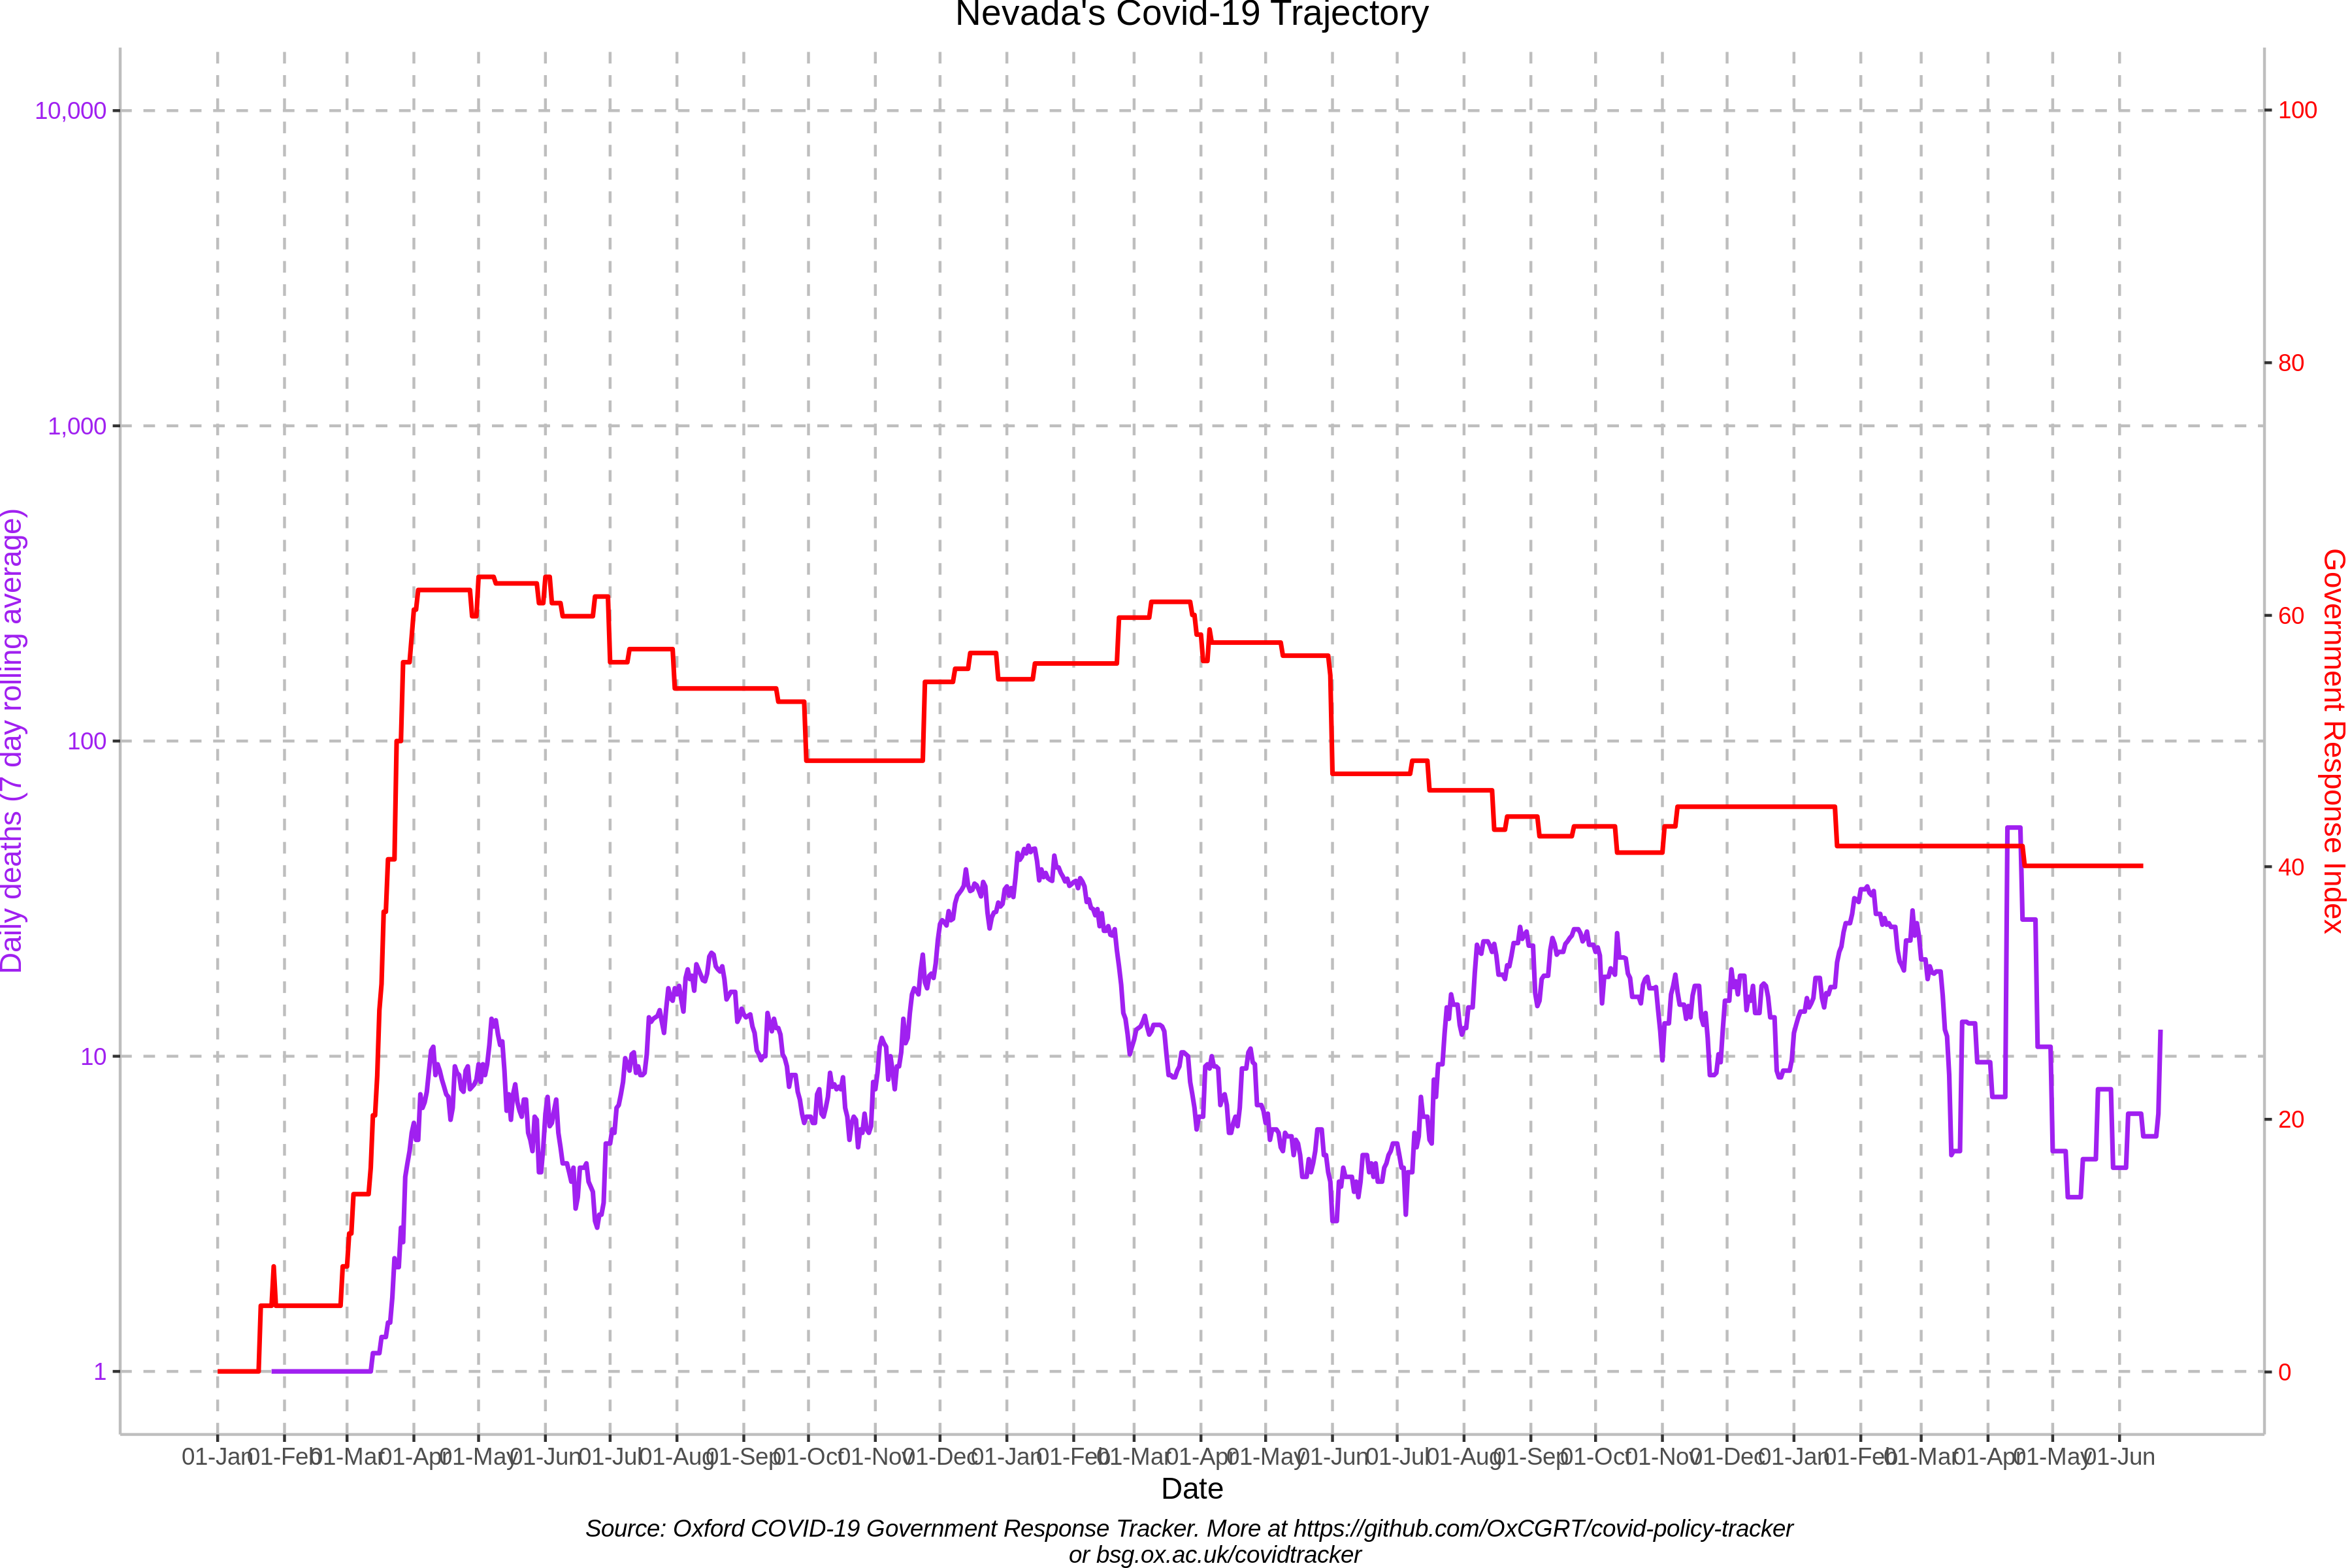 Nevada's Covid-19 Trajectory
10,000
1,000
100
10
1
Daily deaths (7 day rolling average)
100
80
60
40
20
0
Government Response Index
01-Jan 01-Feb 01-Mar 01-Apr 01-May 01-Jun 01-Jul 01-Aug 01-Sep 01-Oct 01-Nov 01-Dec 01-Jan 01-Feb 01-Mar 01-Apr 01-May 01-Jun 01-Jul 01-Aug 01-Sep 01-Oct 01-Nov 01-Dec 01-Jan 01-Feb 01-Mar 01-Apr 01-May 01-Jun
Date
Source: Oxford COVID-19 Government Response Tracker. More at https://github.com/OxCGRT/covid-policy-tracker
or bsg.ox.ac.uk/covidtracker